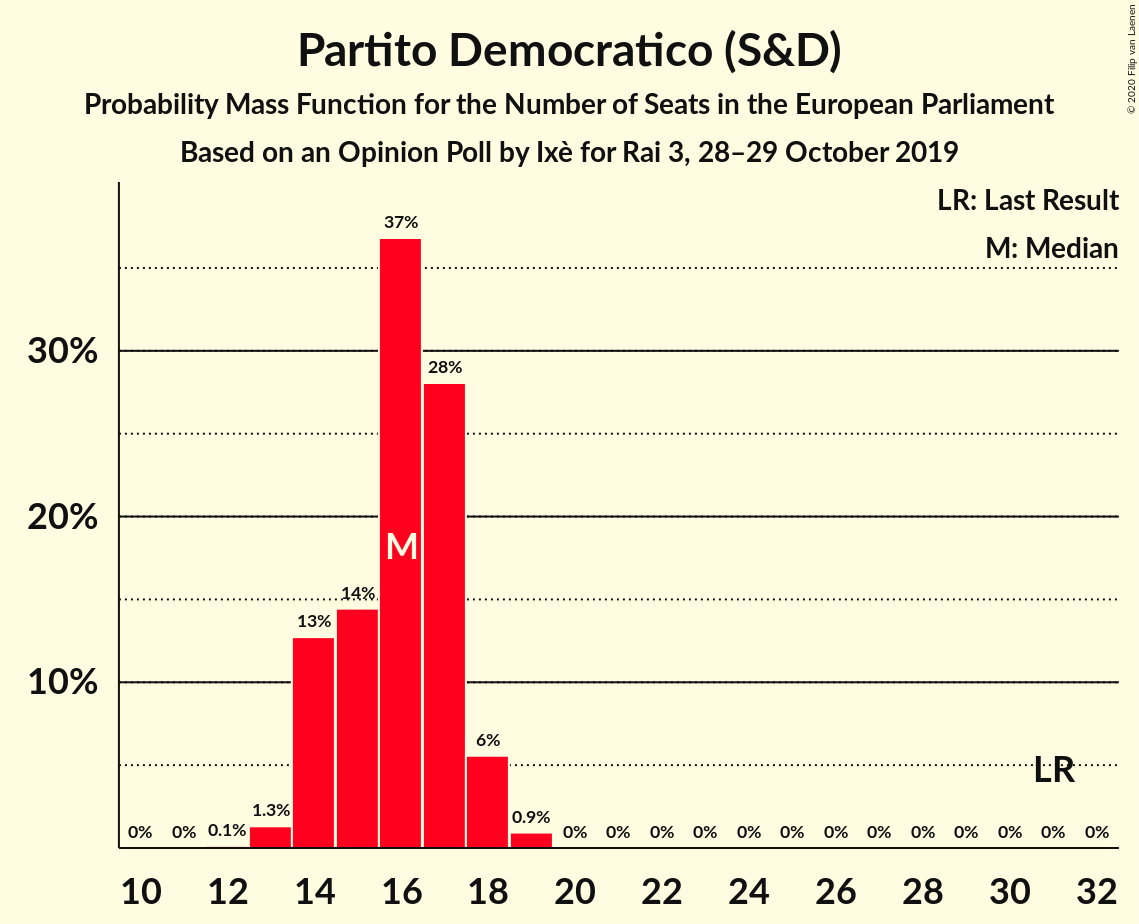 Partito Democratico (S&D)
Probability Mass Function for the Number of Seats in the European Parliament
Based on an Opinion Poll by Ixè for Rai 3, 28–29 October 2019
© 2020 Filip van Laenen
LR: Last Result
M: Median
30%
20%
10%
0% 0% 0.1% 1.3% 13% 14% 37% 28% 6% 0.9% 0% 0% 0% 0% 0% 0% 0% 0% 0% 0% 0% 0% 0%
M
LR
10 12 14 16 18 20 22 24 26 28 30 32